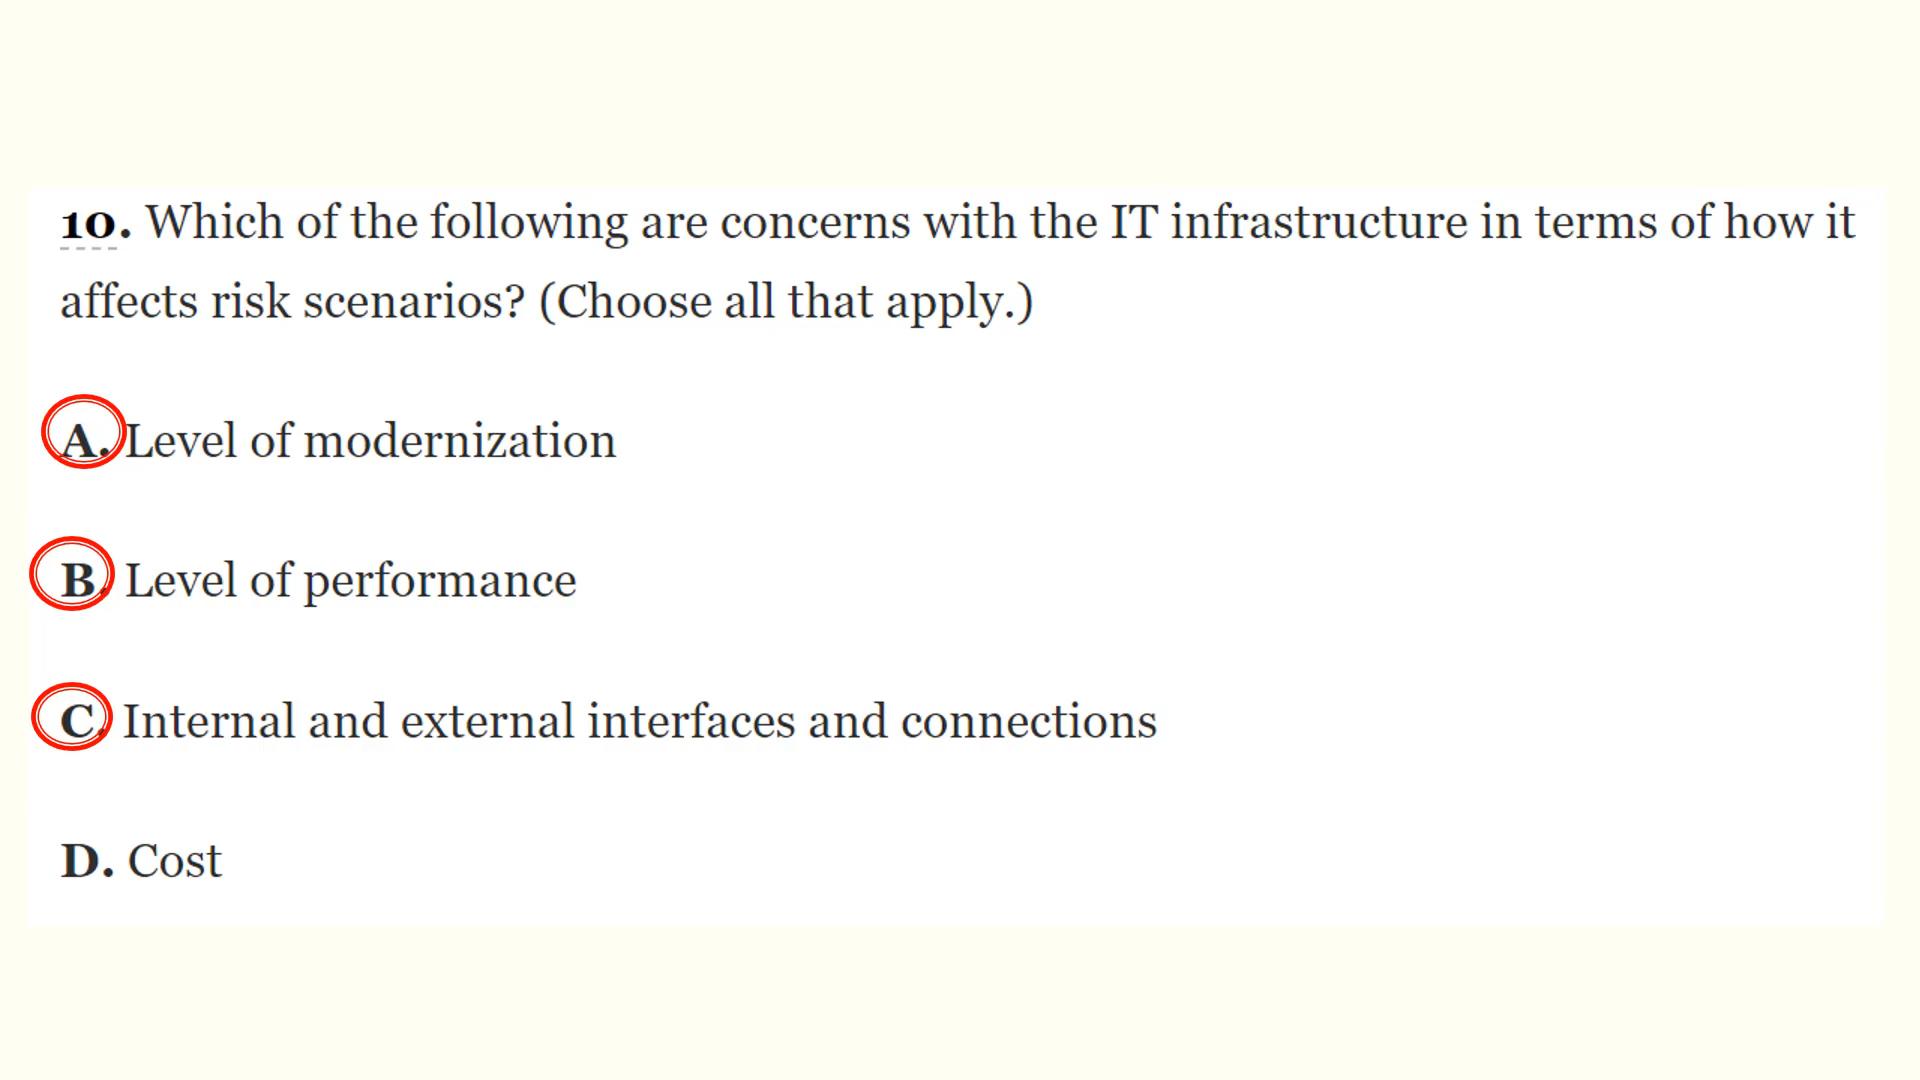 10. Which of the following are concerns with the IT infrastructure in terms of how it
affects risk scenarios? (Choose all that apply.)
A. Level of modernization
B. Level of performance
C. Internal and external interfaces and connections
D. Cost